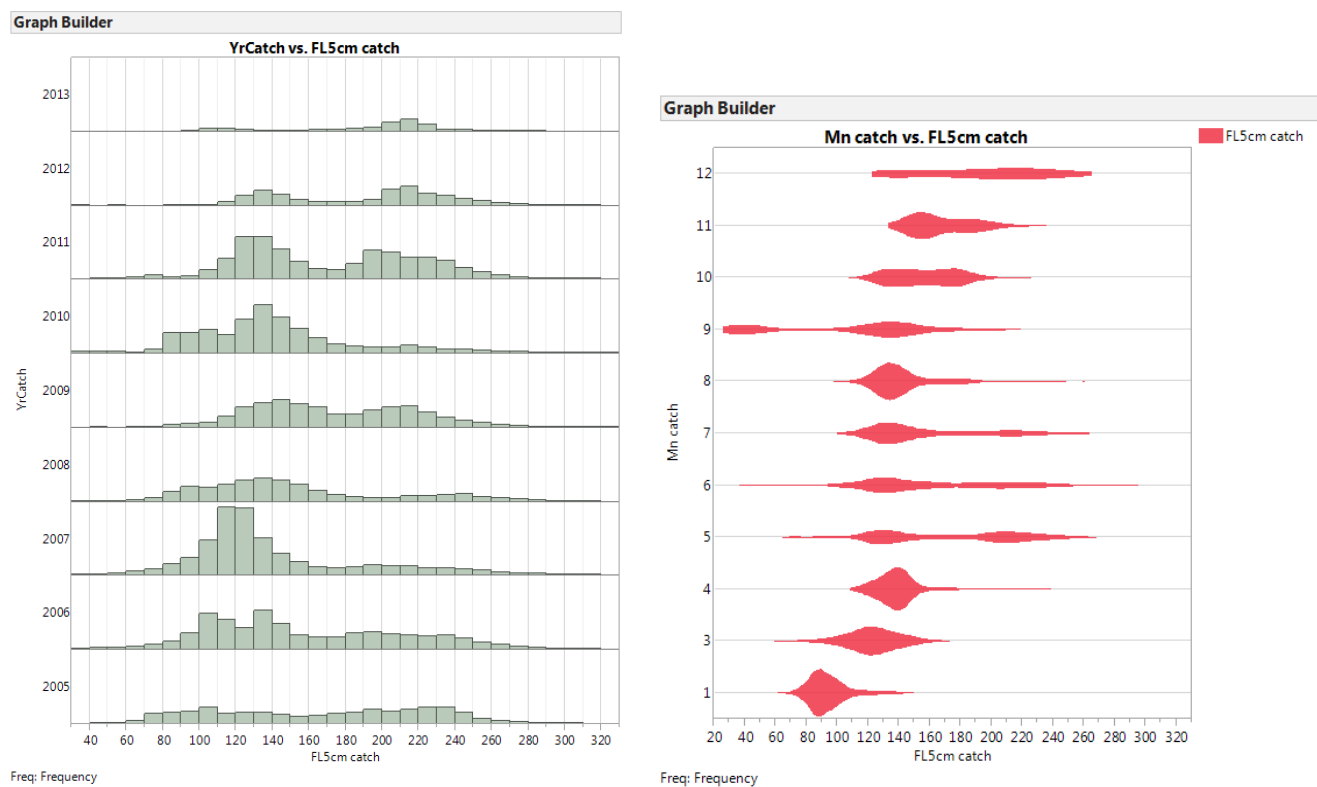 Graph Builder
YrCatch vs. FL5cm catch
2013
2012
2011
2010
2009
2008
2007
2006
2005
YrCatch
40 60 80 100 120 140 160 180 200 220 240 260 280 300 320
FL5cm catch
Freq: Frequency
Graph Builder
Mn catch vs. FL5cm catch
FL5cm catch
12
11
10
9
8
7
6
5
4
3
1
Mn catch
20 40 60 80 100 120 140 160 180 200 220 240 260 280 300 320
FL5cm catch
Freq: Frequency